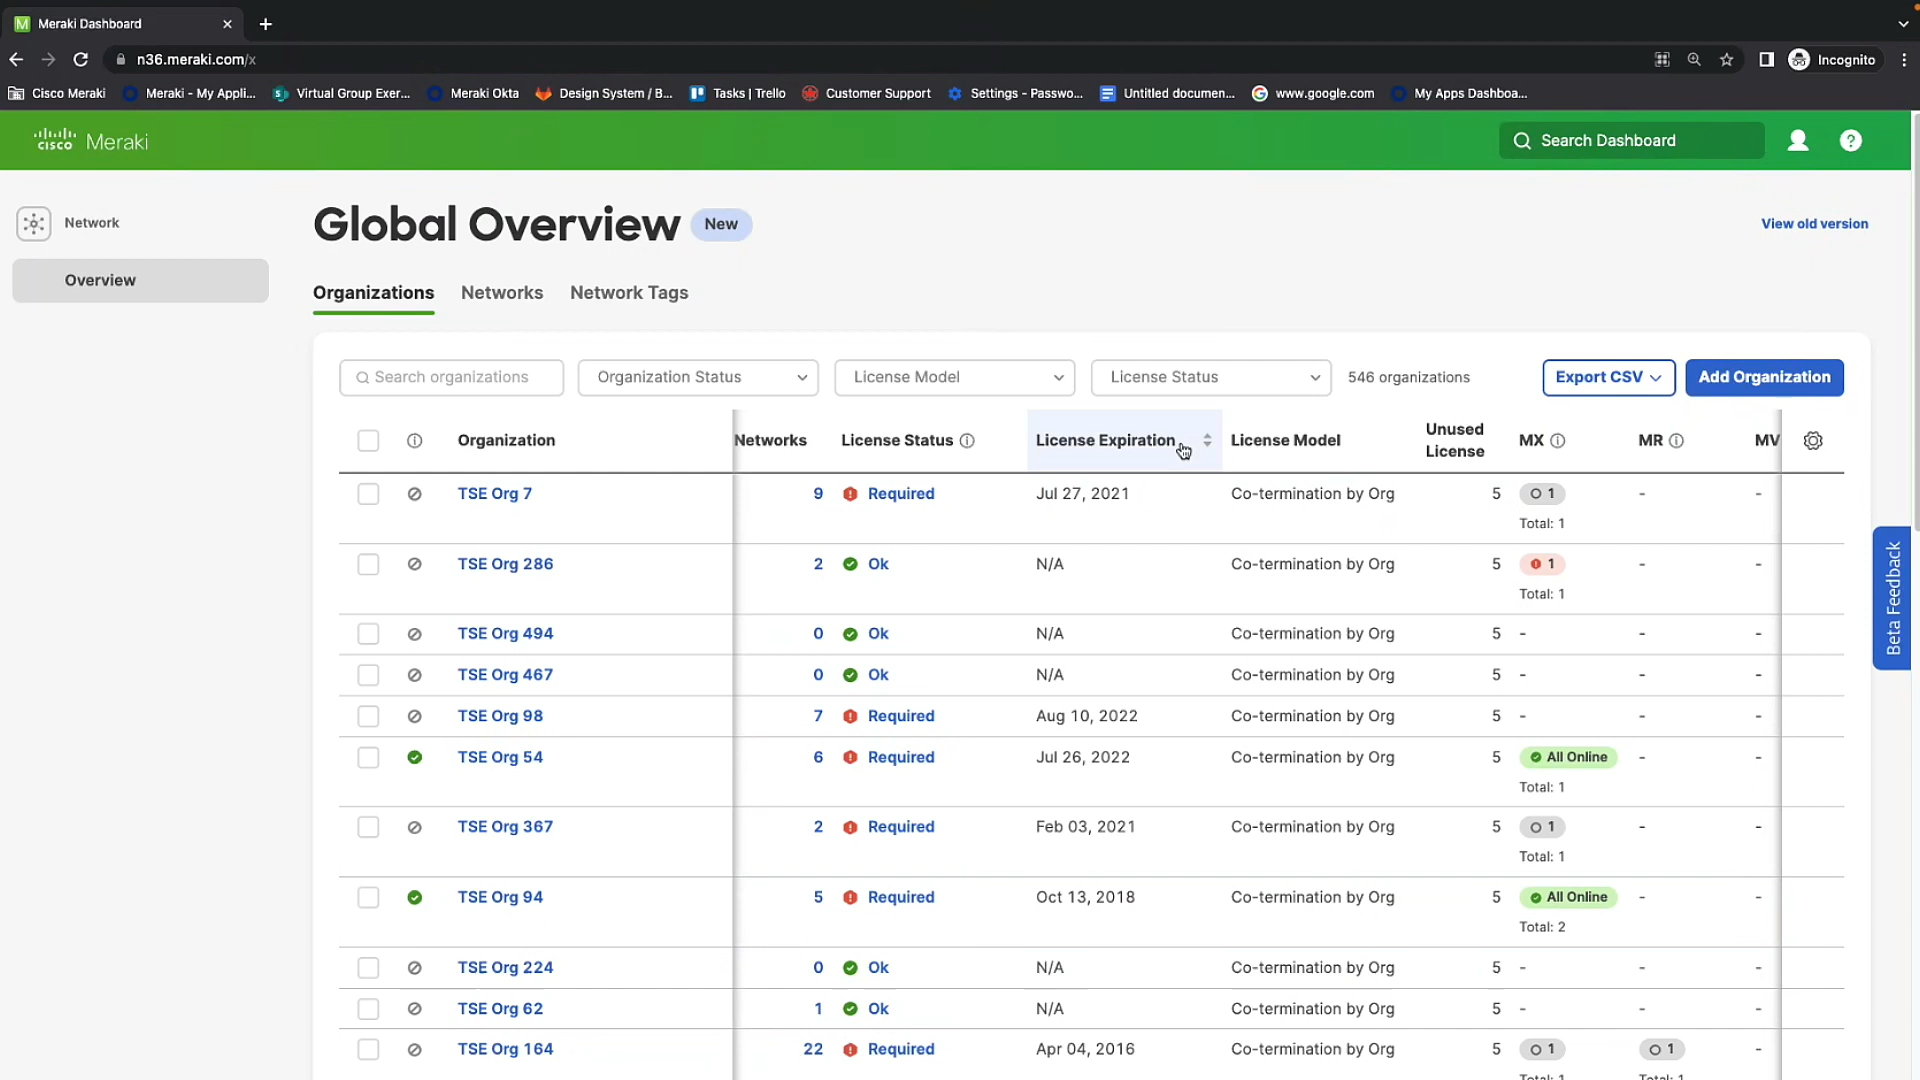 Meraki Dashboard
n36.meraki.com/x
Incognito
Cisco Meraki
Meraki - My Appli...
Virtual Group Exer...
Meraki Okta
Design System / B...
Tasks | Trello
Customer Support
Settings - Passwo...
Untitled documen...
www.google.com
My Apps Dashboa...
cisco Meraki
Search Dashboard
Network
Overview
Global Overview New
View old version
Organizations Networks Network Tags
Search organizations
Organization Status
License Model
License Status
546 organizations
Export CSV
Add Organization
Organization Networks License Status License Expiration License Model Unused License MX MR MV
TSE Org 7 9 Required Jul 27, 2021 Co-termination by Org 5 1 - -
Total: 1
TSE Org 286 2 Ok N/A Co-termination by Org 5 1 - -
Total: 1
TSE Org 494 0 Ok N/A Co-termination by Org 5 - - -
TSE Org 467 0 Ok N/A Co-termination by Org 5 - - -
TSE Org 98 7 Required Aug 10, 2022 Co-termination by Org 5 - - -
TSE Org 54 6 Required Jul 26, 2022 Co-termination by Org 5 All Online - -
Total: 1
TSE Org 367 2 Required Feb 03, 2021 Co-termination by Org 5 1 - -
Total: 1
TSE Org 94 5 Required Oct 13, 2018 Co-termination by Org 5 All Online - -
Total: 2
TSE Org 224 0 Ok N/A Co-termination by Org 5 - - -
TSE Org 62 1 Ok N/A Co-termination by Org 5 - - -
TSE Org 164 22 Required Apr 04, 2016 Co-termination by Org 5 1 1 -
Total: 1 Total: 1
Beta Feedback